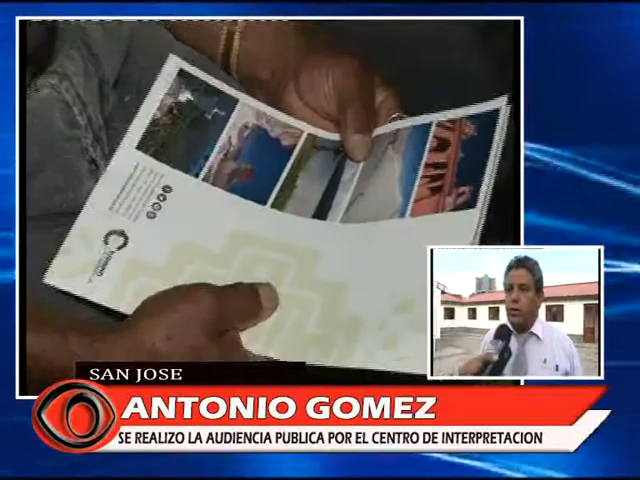 SAN JOSE
ANTONIO GOMEZ
SE REALIZO LA AUDIENCIA PUBLICA POR EL CENTRO DE INTERPRETACION